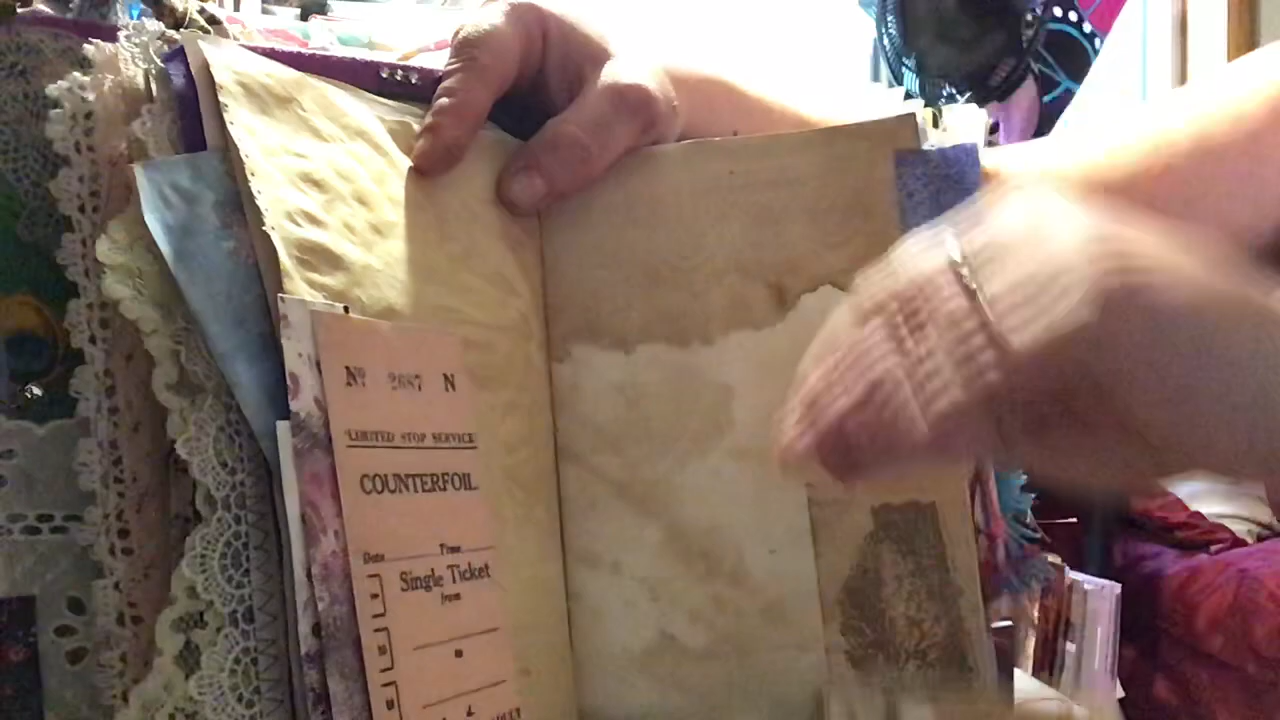 Nº 2687 N
LIMITED STOP SERVICE
COUNTERFOIL
Date Time
Single Ticket
from